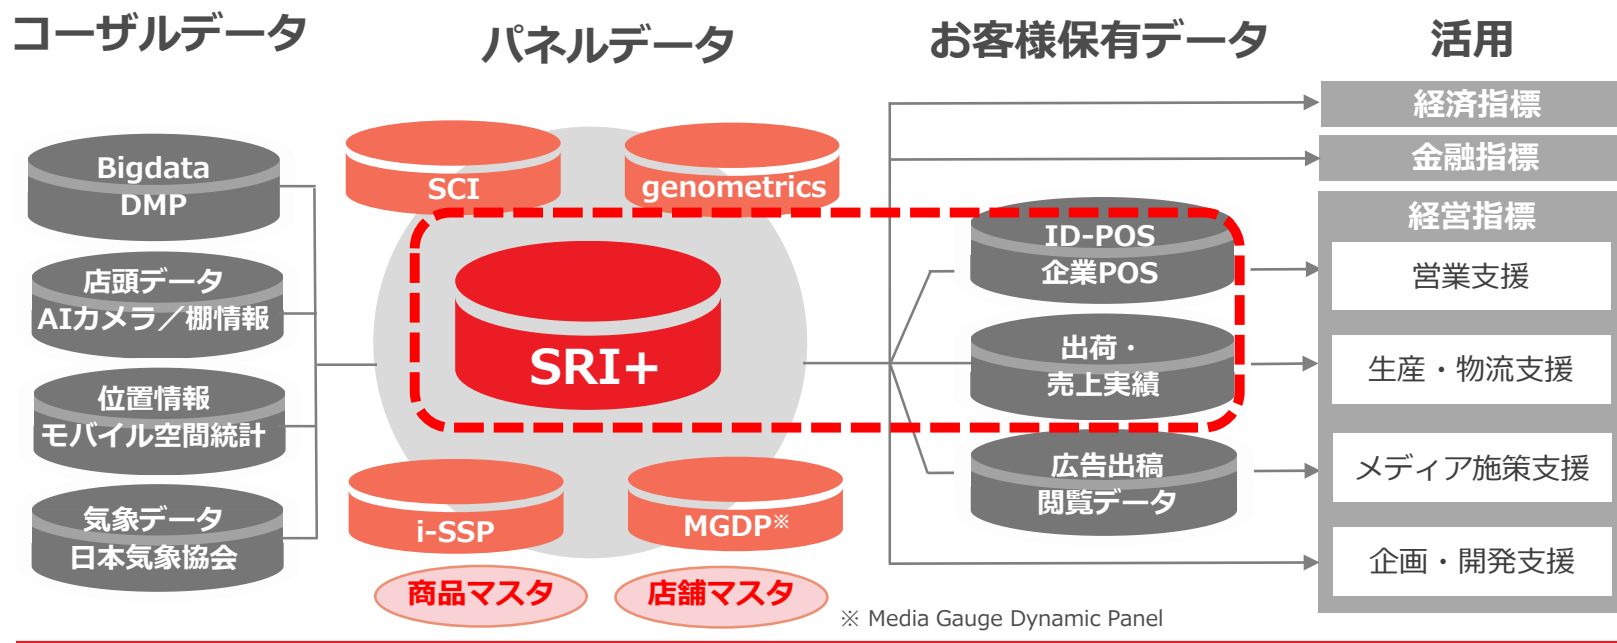 コーザルデータ
パネルデータ
お客様保有データ
活用
Bigdata
DMP
店頭データ
AIカメラ／棚情報
位置情報
モバイル空間統計
気象データ
日本気象協会
SCI
genometrics
SRI+
i-SSP
MGDP※
商品マスタ
店舗マスタ
※ Media Gauge Dynamic Panel
ID-POS
企業POS
出荷・
売上実績
広告出稿
閲覧データ
経済指標
金融指標
経営指標
営業支援
生産・物流支援
メディア施策支援
企画・開発支援